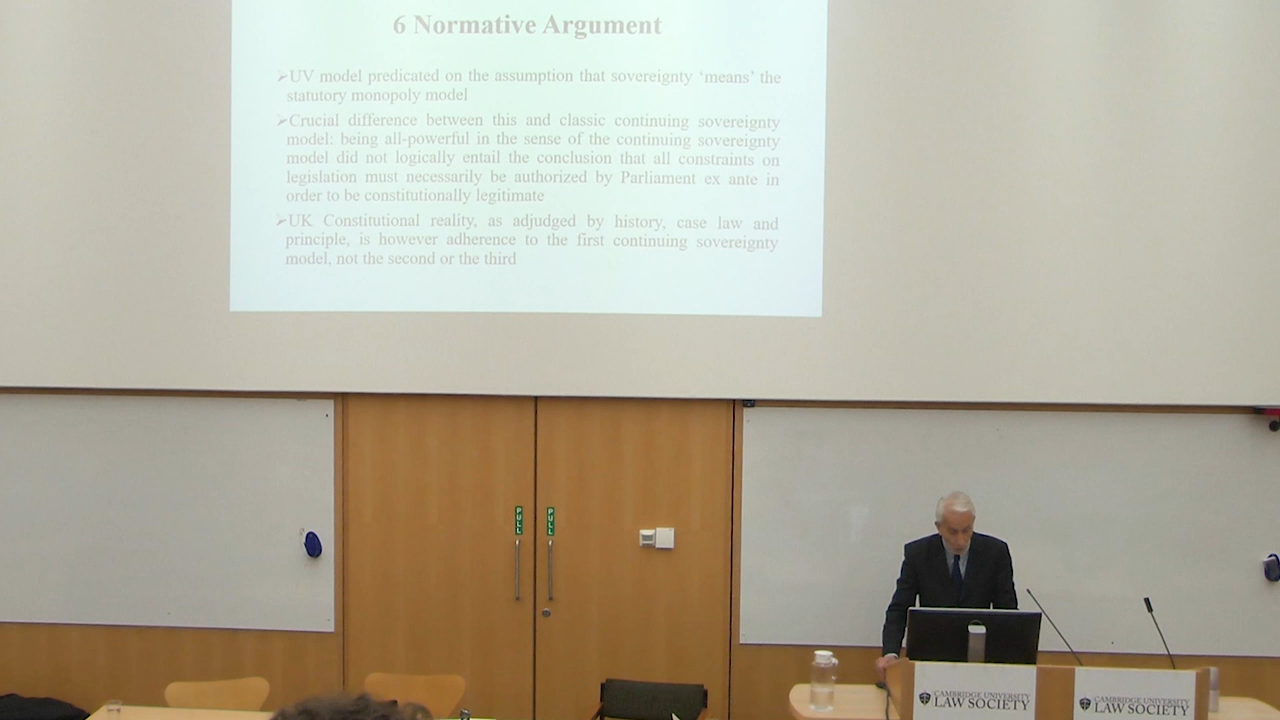 6 Normative Argument
➢UV model predicated on the assumption that sovereignty ‘means’ the
statutory monopoly model
➢Crucial difference between this and classic continuing sovereignty
model: being all-powerful in the sense of the continuing sovereignty
model did not logically entail the conclusion that all constraints on
legislation must necessarily be authorized by Parliament ex ante in
order to be constitutionally legitimate
➢UK Constitutional reality, as adjudged by history, case law and
principle, is however adherence to the first continuing sovereignty
model, not the second or the third
PULL
PULL
CAMBRIDGE UNIVERSITY
LAW SOCIETY
CAMBRIDGE UNIVERSITY
LAW SOCIETY